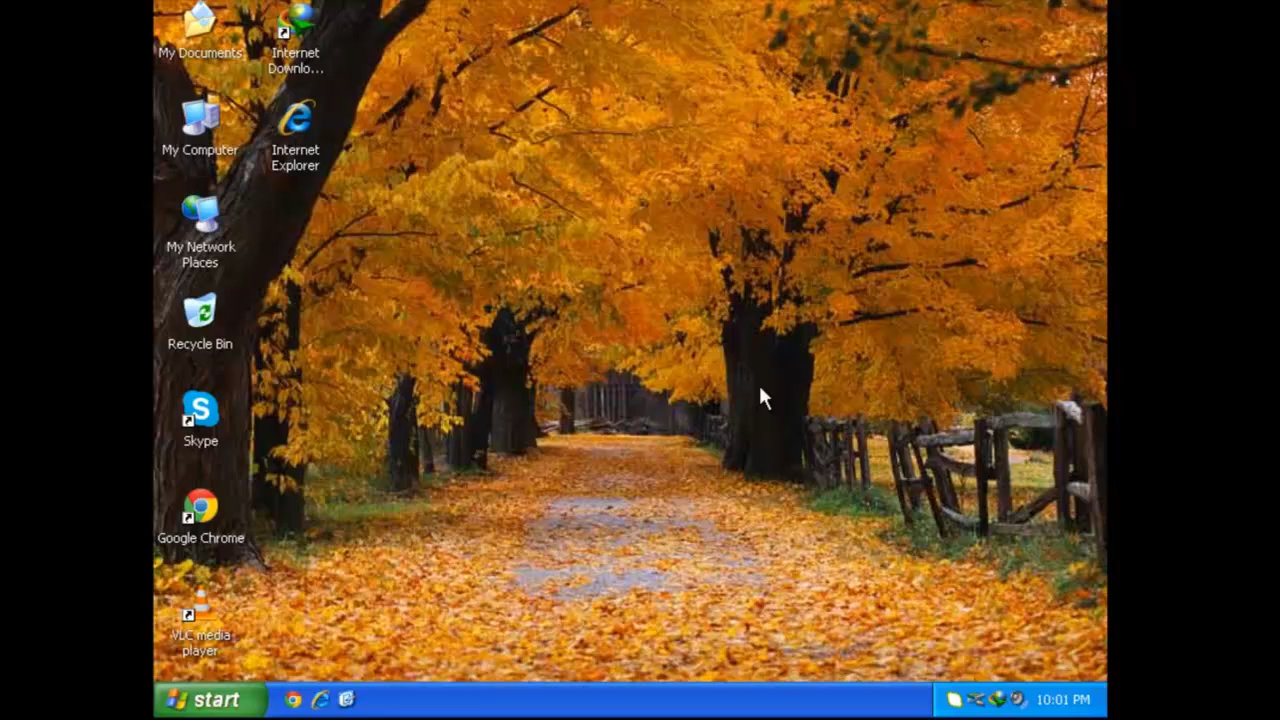 My Documents
Internet
Downlo...
My Computer
Internet
Explorer
My Network
Places
Recycle Bin
Skype
Google Chrome
VLC media
player
start
10:01 PM